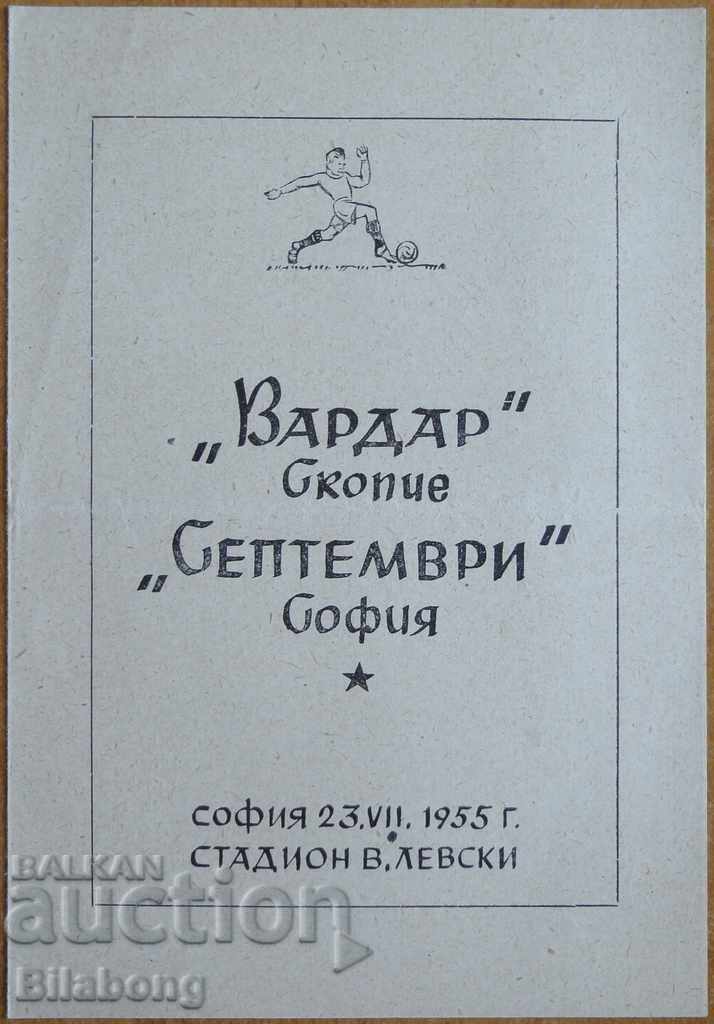 „Вардар"
Скопие
„Септември"
София
★
София 23.VII.1955 г.
Стадион В. Левски
BALKAN
auction
Bilabong